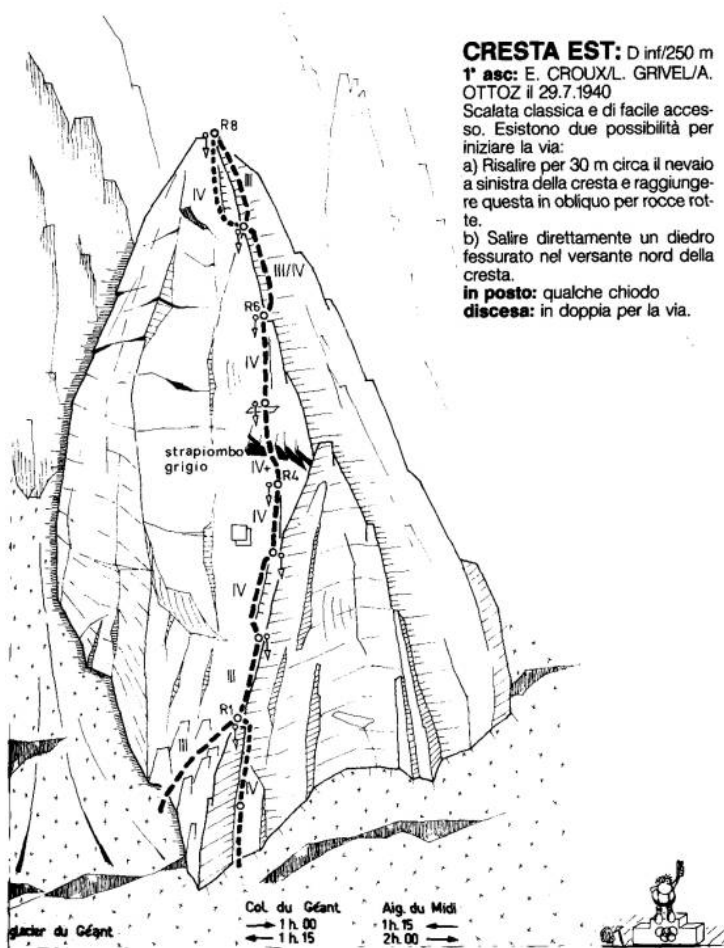 CRESTA EST: D inf/250 m
1ª asc: E. CROUX/L. GRIVEL/A.
OTTOZ il 29.7.1940
Scalata classica e di facile acces-
so. Esistono due possibilità per
iniziare la via:
a) Risalire per 30 m circa il nevaio
a sinistra della cresta e raggiunge-
re questa in obliquo per rocce rot-
te.
b) Salire direttamente un diedro
fessurato nel versante nord della
cresta.
in posto: qualche chiodo
discesa: in doppia per la via.
R8
IV
III
III/IV
R6
IV
strapiombo
grigio
IV+
R4
IV
IV
III
R1
III
IV
glacier du Géant
Col. du Géant
1 h. 00
1 h. 15
Aig. du Midi
1h. 15
2h. 00